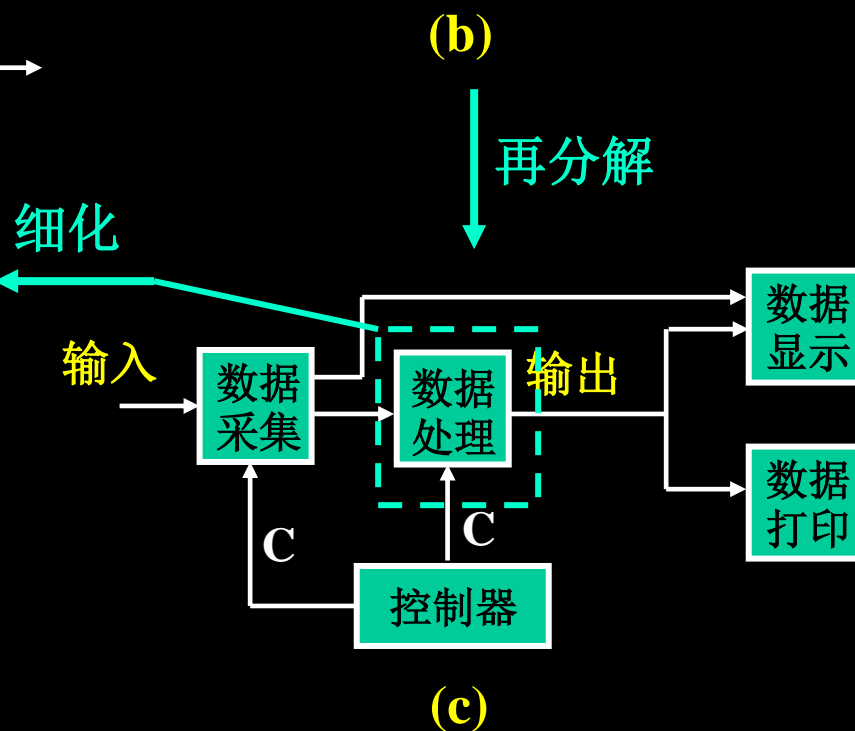 (b)
再分解
细化
输入
数据
采集
数据
处理
输出
数据
显示
数据
打印
C
C
控制器
(c)